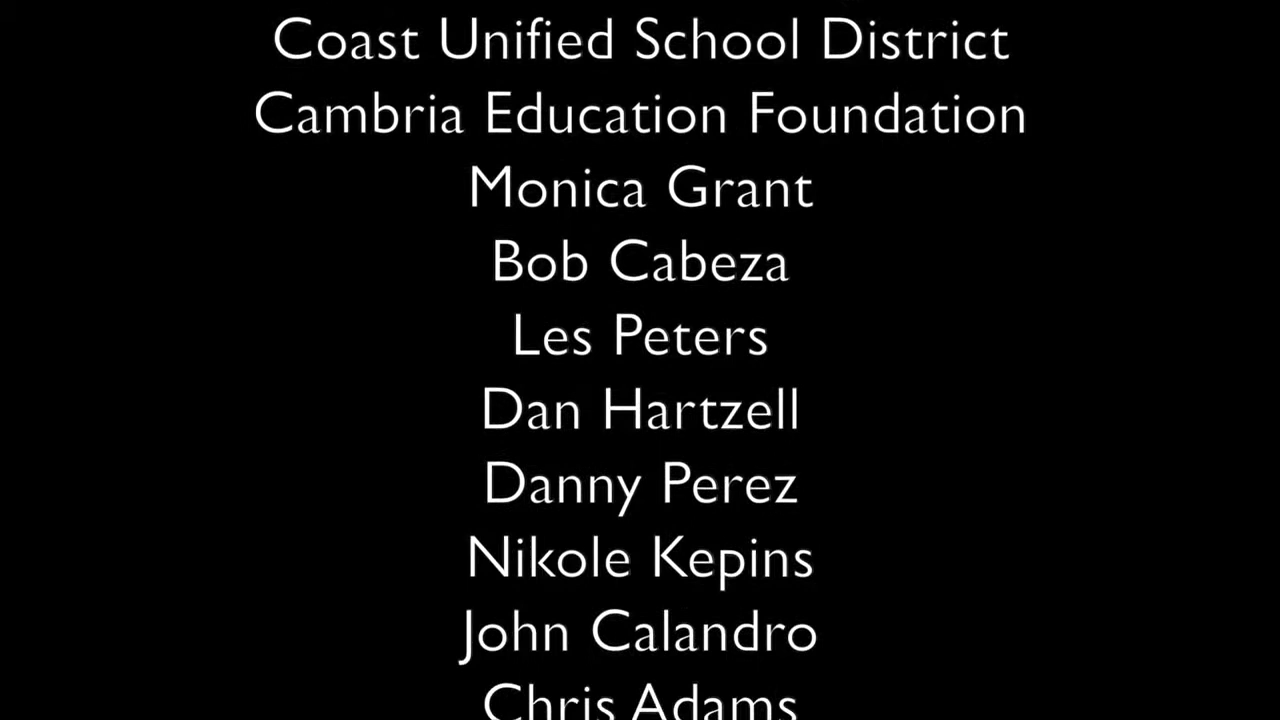 Coast Unified School District
Cambria Education Foundation
Monica Grant
Bob Cabeza
Les Peters
Dan Hartzell
Danny Perez
Nikole Kepins
John Calandro
Chris Adams